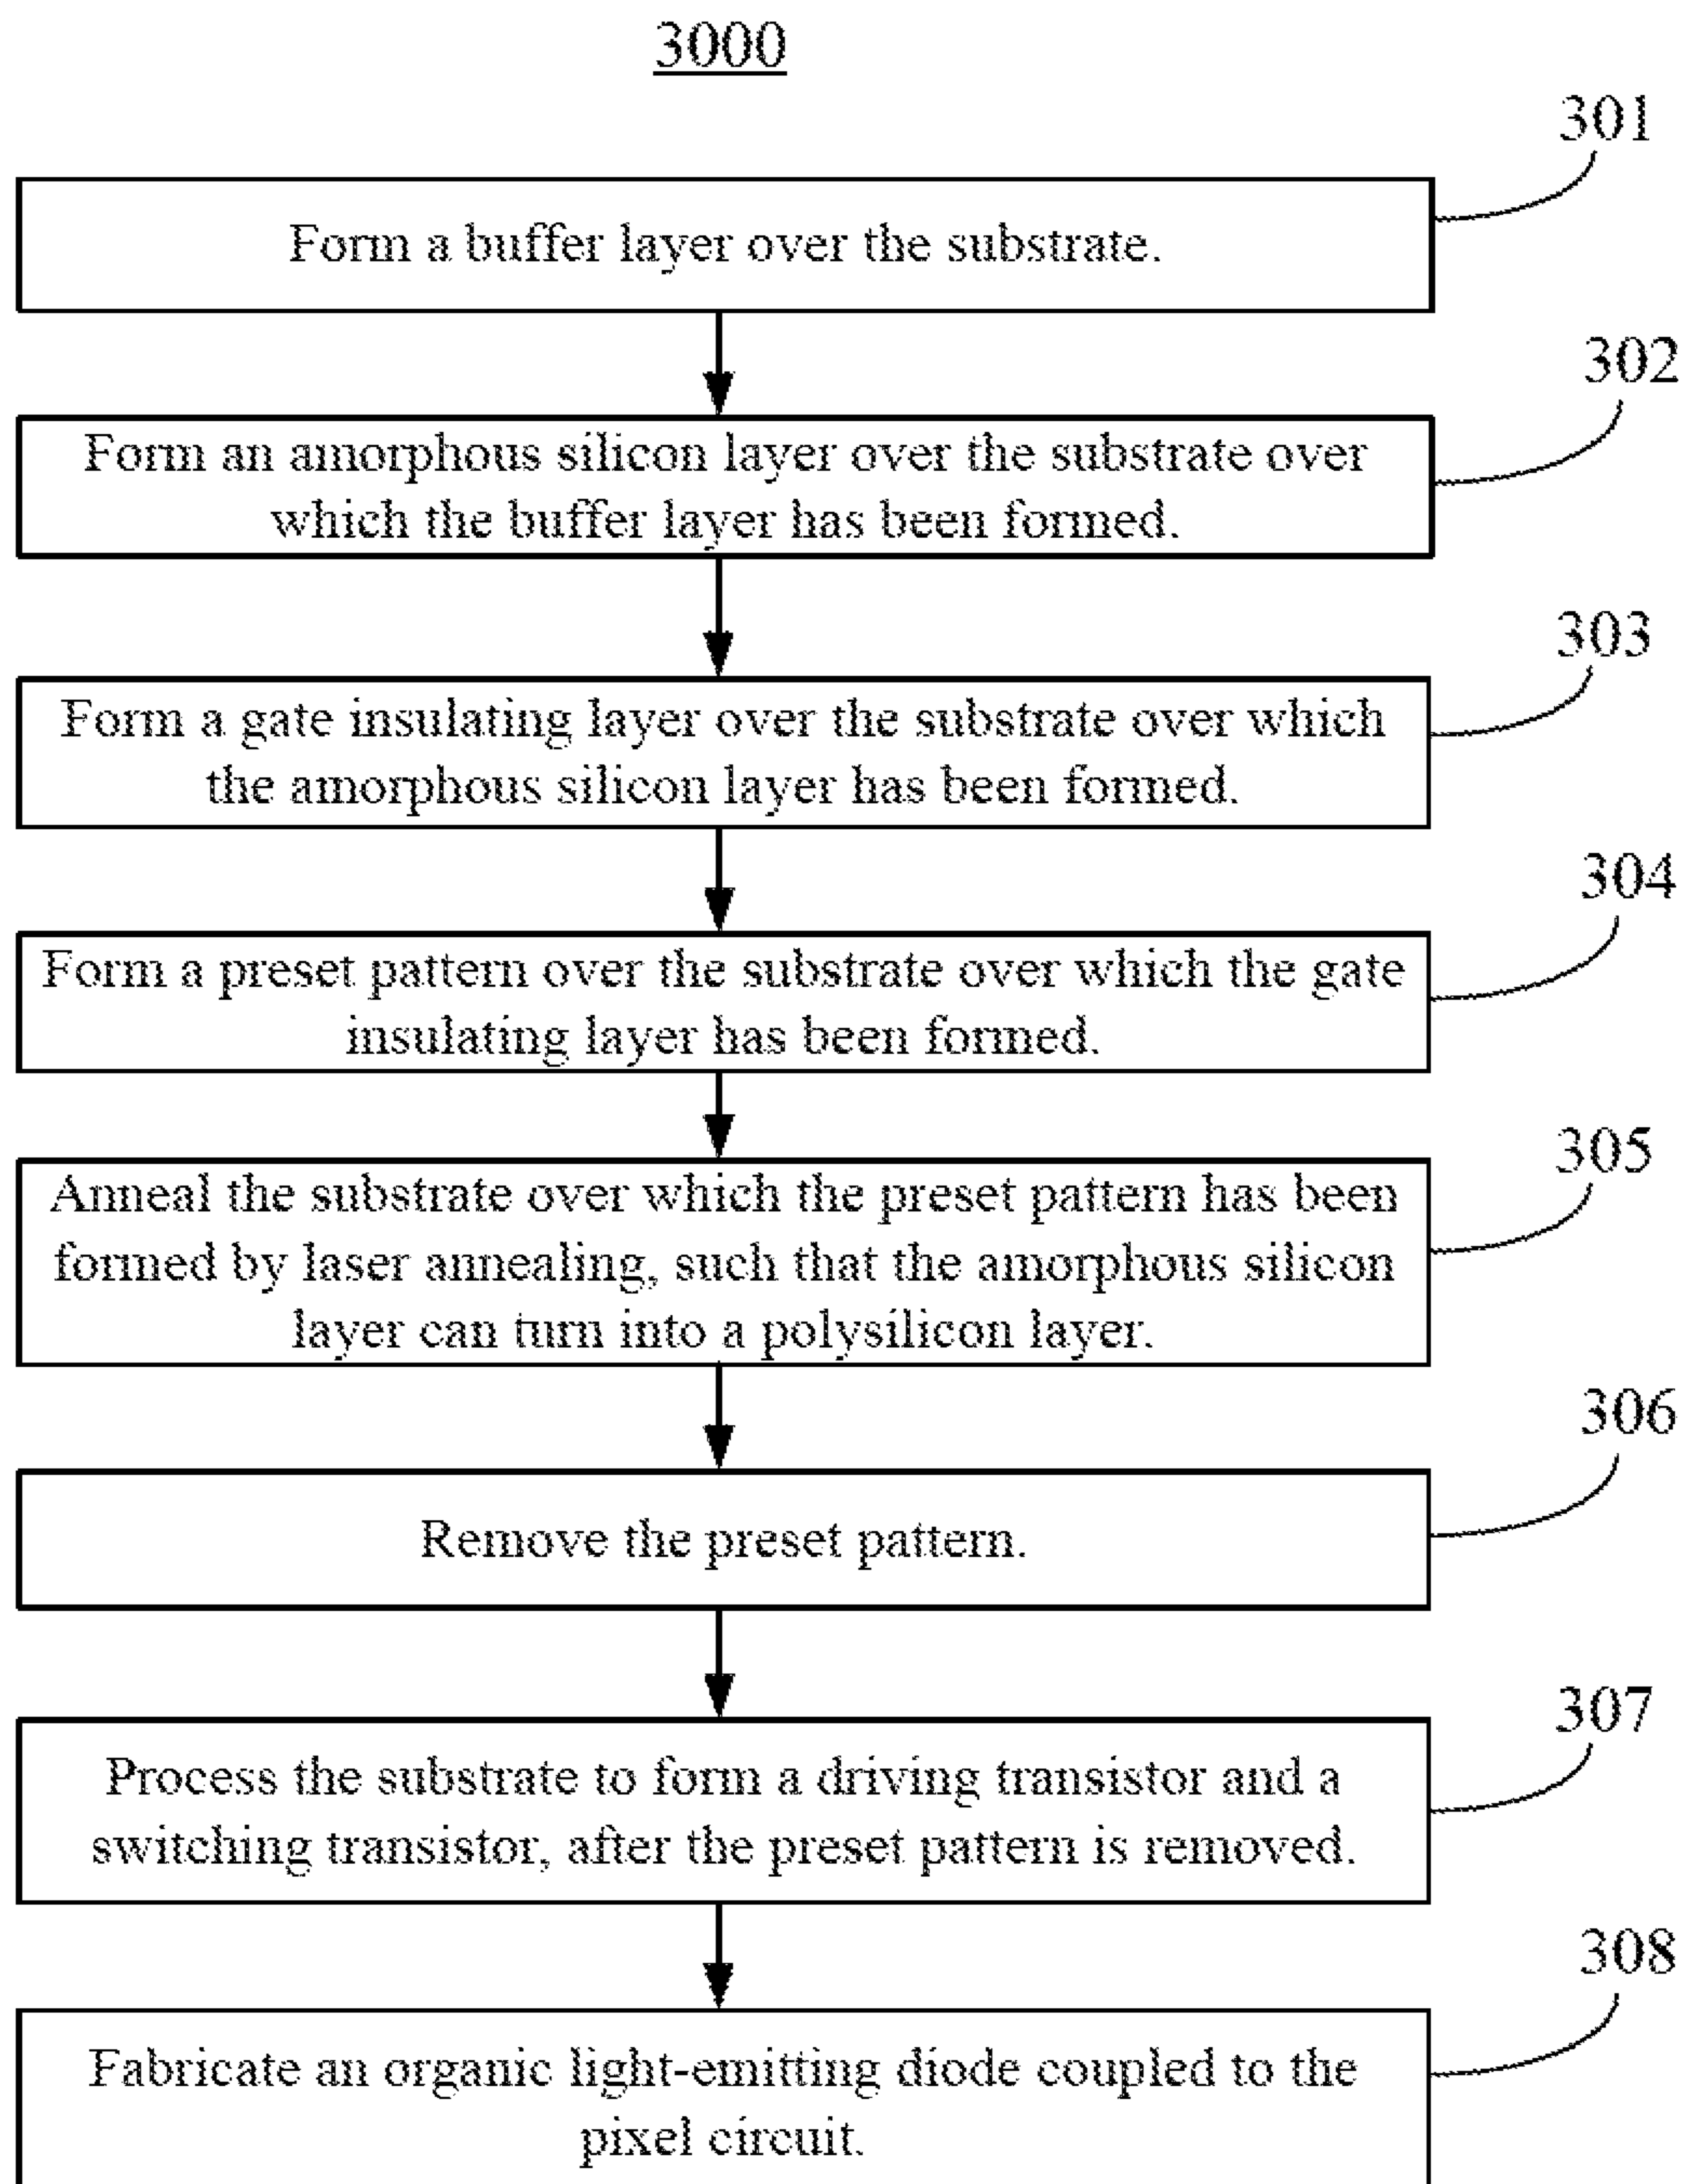 3000
301
Form a buffer layer over the substrate.
302
Form an amorphous silicon layer over the substrate over
which the buffer layer has been formed.
303
Form a gate insulating layer over the substrate over which
the amorphous silicon layer has been formed.
304
Form a preset pattern over the substrate over which the gate
insulating layer has been formed.
305
Anneal the substrate over which the preset pattern has been
formed by laser annealing, such that the amorphous silicon
layer can turn into a polysilicon layer.
306
Remove the preset pattern.
307
Process the substrate to form a driving transistor and a
switching transistor, after the preset pattern is removed.
308
Fabricate an organic light-emitting diode coupled to the
pixel circuit.